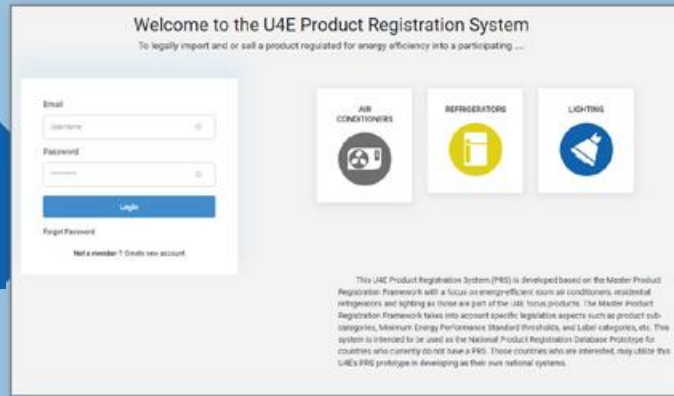 Welcome to the U4E Product Registration System
To legally import and or sell a product regulated for energy efficiency into a participating ....
Email
Username
Password
Login
Forgot Password
Not a member ? Create new account
AIR
CONDITIONERS
REFRIGERATORS
LIGHTING
This U4E Product Registration System (PRS) is developed based on the Master Product
Registration Framework with a focus on energy-efficient room air conditioners, residential
refrigerators and lighting as those are part of the U4E focus products. The Master Product
Registration Framework takes into account specific legislation aspects such as product sub-
categories, Minimum Energy Performance Standard thresholds, and Label categories, etc. This
system is intended to be used as the National Product Registration Database Prototype for
countries who currently do not have a PRS. Those countries who are interested, may utilize this
U4E's PRS prototype in developing as their own national systems.